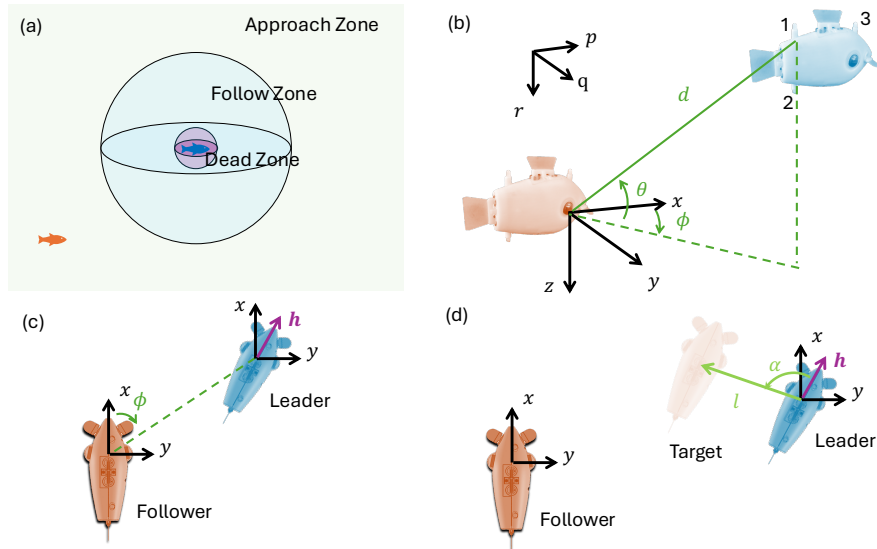 (a)
Approach Zone
Follow Zone
Dead Zone
(b)
p
q
r
1
3
2
d
θ
x
ϕ
y
z
(c)
x
h
y
Leader
x
ϕ
y
Follower
(d)
x
h
α
y
l
Target
Leader
x
y
Follower